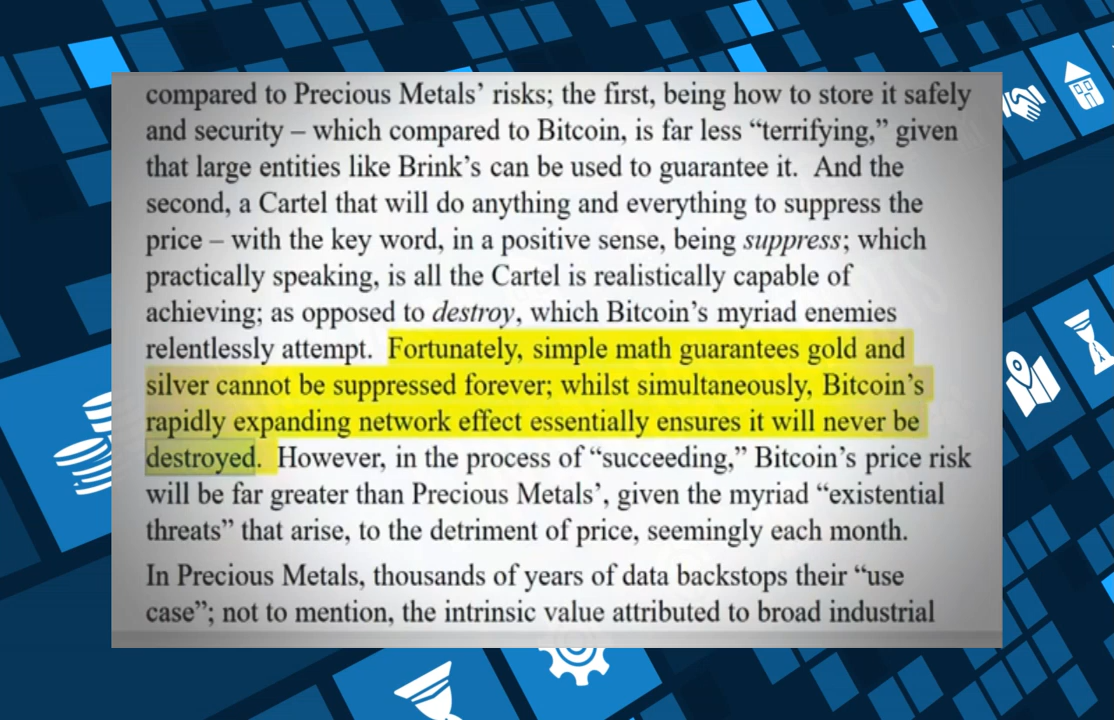 compared to Precious Metals’ risks; the first, being how to store it safely
and security – which compared to Bitcoin, is far less “terrifying,” given
that large entities like Brink’s can be used to guarantee it. And the
second, a Cartel that will do anything and everything to suppress the
price – with the key word, in a positive sense, being suppress; which
practically speaking, is all the Cartel is realistically capable of
achieving; as opposed to destroy, which Bitcoin’s myriad enemies
relentlessly attempt. Fortunately, simple math guarantees gold and
silver cannot be suppressed forever; whilst simultaneously, Bitcoin’s
rapidly expanding network effect essentially ensures it will never be
destroyed. However, in the process of “succeeding,” Bitcoin’s price risk
will be far greater than Precious Metals’, given the myriad “existential
threats” that arise, to the detriment of price, seemingly each month.
In Precious Metals, thousands of years of data backstops their “use
case”; not to mention, the intrinsic value attributed to broad industrial